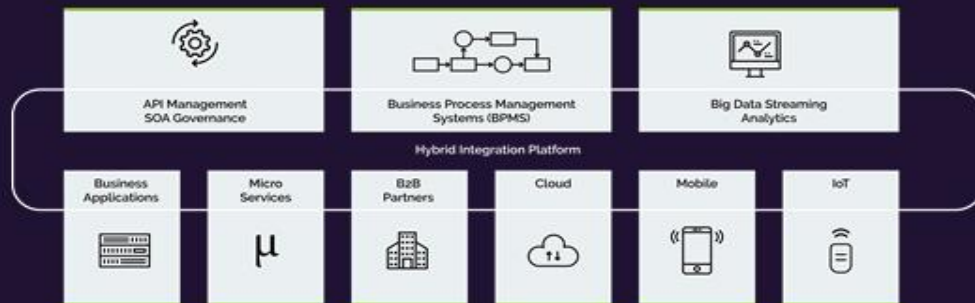 API Management
SOA Governance
Business Process Management
Systems (BPMS)
Big Data Streaming
Analytics
Hybrid Integration Platform
Business
Applications
Micro
Services
B2B
Partners
Cloud
Mobile
IoT
µ